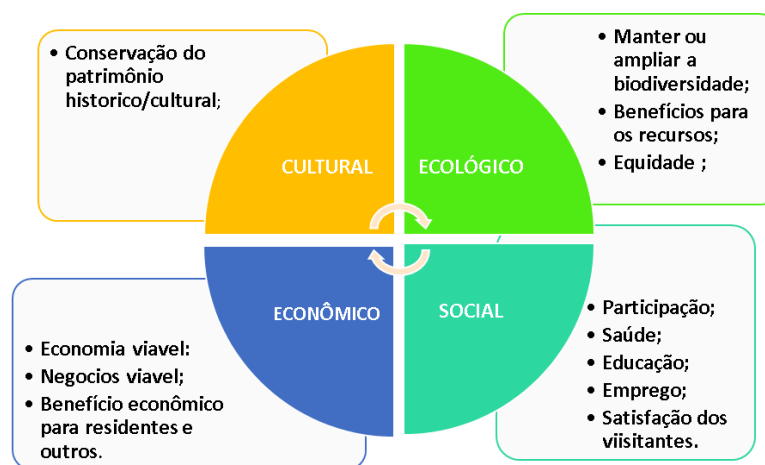 • Conservação do
patrimônio
historico/cultural;
• Manter ou
ampliar a
biodiversidade;
• Benefícios para
os recursos;
• Equidade ;
CULTURAL
ECOLÓGICO
ECONÔMICO
SOCIAL
• Economia viavel:
• Negocios viavel;
• Benefício econômico
para residentes e
outros.
• Participação;
• Saúde;
• Educação;
• Emprego;
• Satisfação dos
viisitantes.